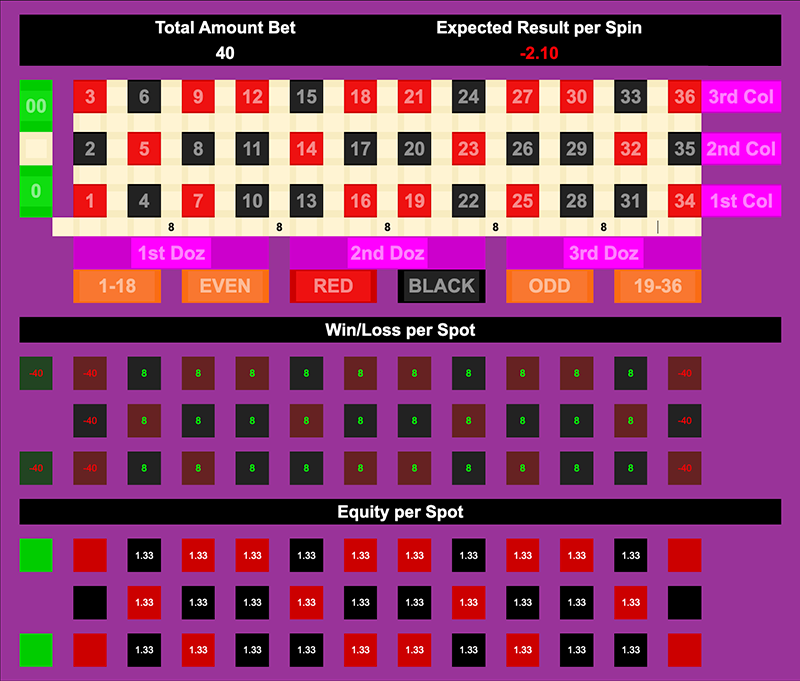 Total Amount Bet Expected Result per Spin
40 -2.10
00 3 6 9 12 15 18 21 24 27 30 33 36 3rd Col
2 5 8 11 14 17 20 23 26 29 32 35 2nd Col
0 1 4 7 10 13 16 19 22 25 28 31 34 1st Col
8 8 8 8 8
1st Doz 2nd Doz 3rd Doz
1-18 EVEN RED BLACK ODD 19-36
Win/Loss per Spot
-40 -40 8 8 8 8 8 8 8 8 8 8 -40
-40 8 8 8 8 8 8 8 8 8 8 -40
-40 -40 8 8 8 8 8 8 8 8 8 8 -40
Equity per Spot
1.33 1.33 1.33 1.33 1.33 1.33 1.33 1.33 1.33 1.33
1.33 1.33 1.33 1.33 1.33 1.33 1.33 1.33 1.33 1.33
1.33 1.33 1.33 1.33 1.33 1.33 1.33 1.33 1.33 1.33